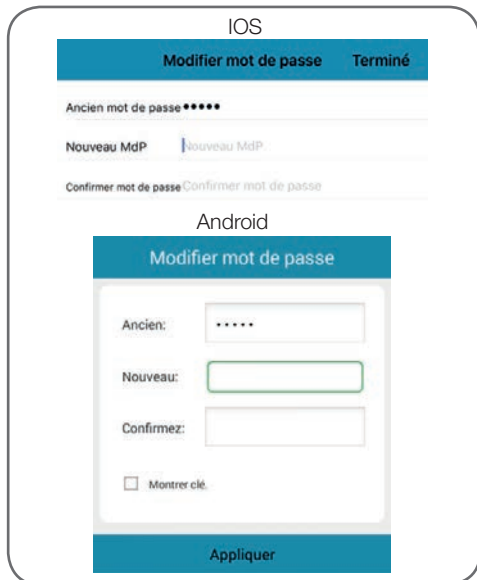 IOS
Modifier mot de passe Terminé
Ancien mot de passe •••••
Nouveau MdP Nouveau MdP
Confirmer mot de passe Confirmer mot de passe
Android
Modifier mot de passe
Ancien: •••••
Nouveau:
Confirmez:
Montrer clé.
Appliquer